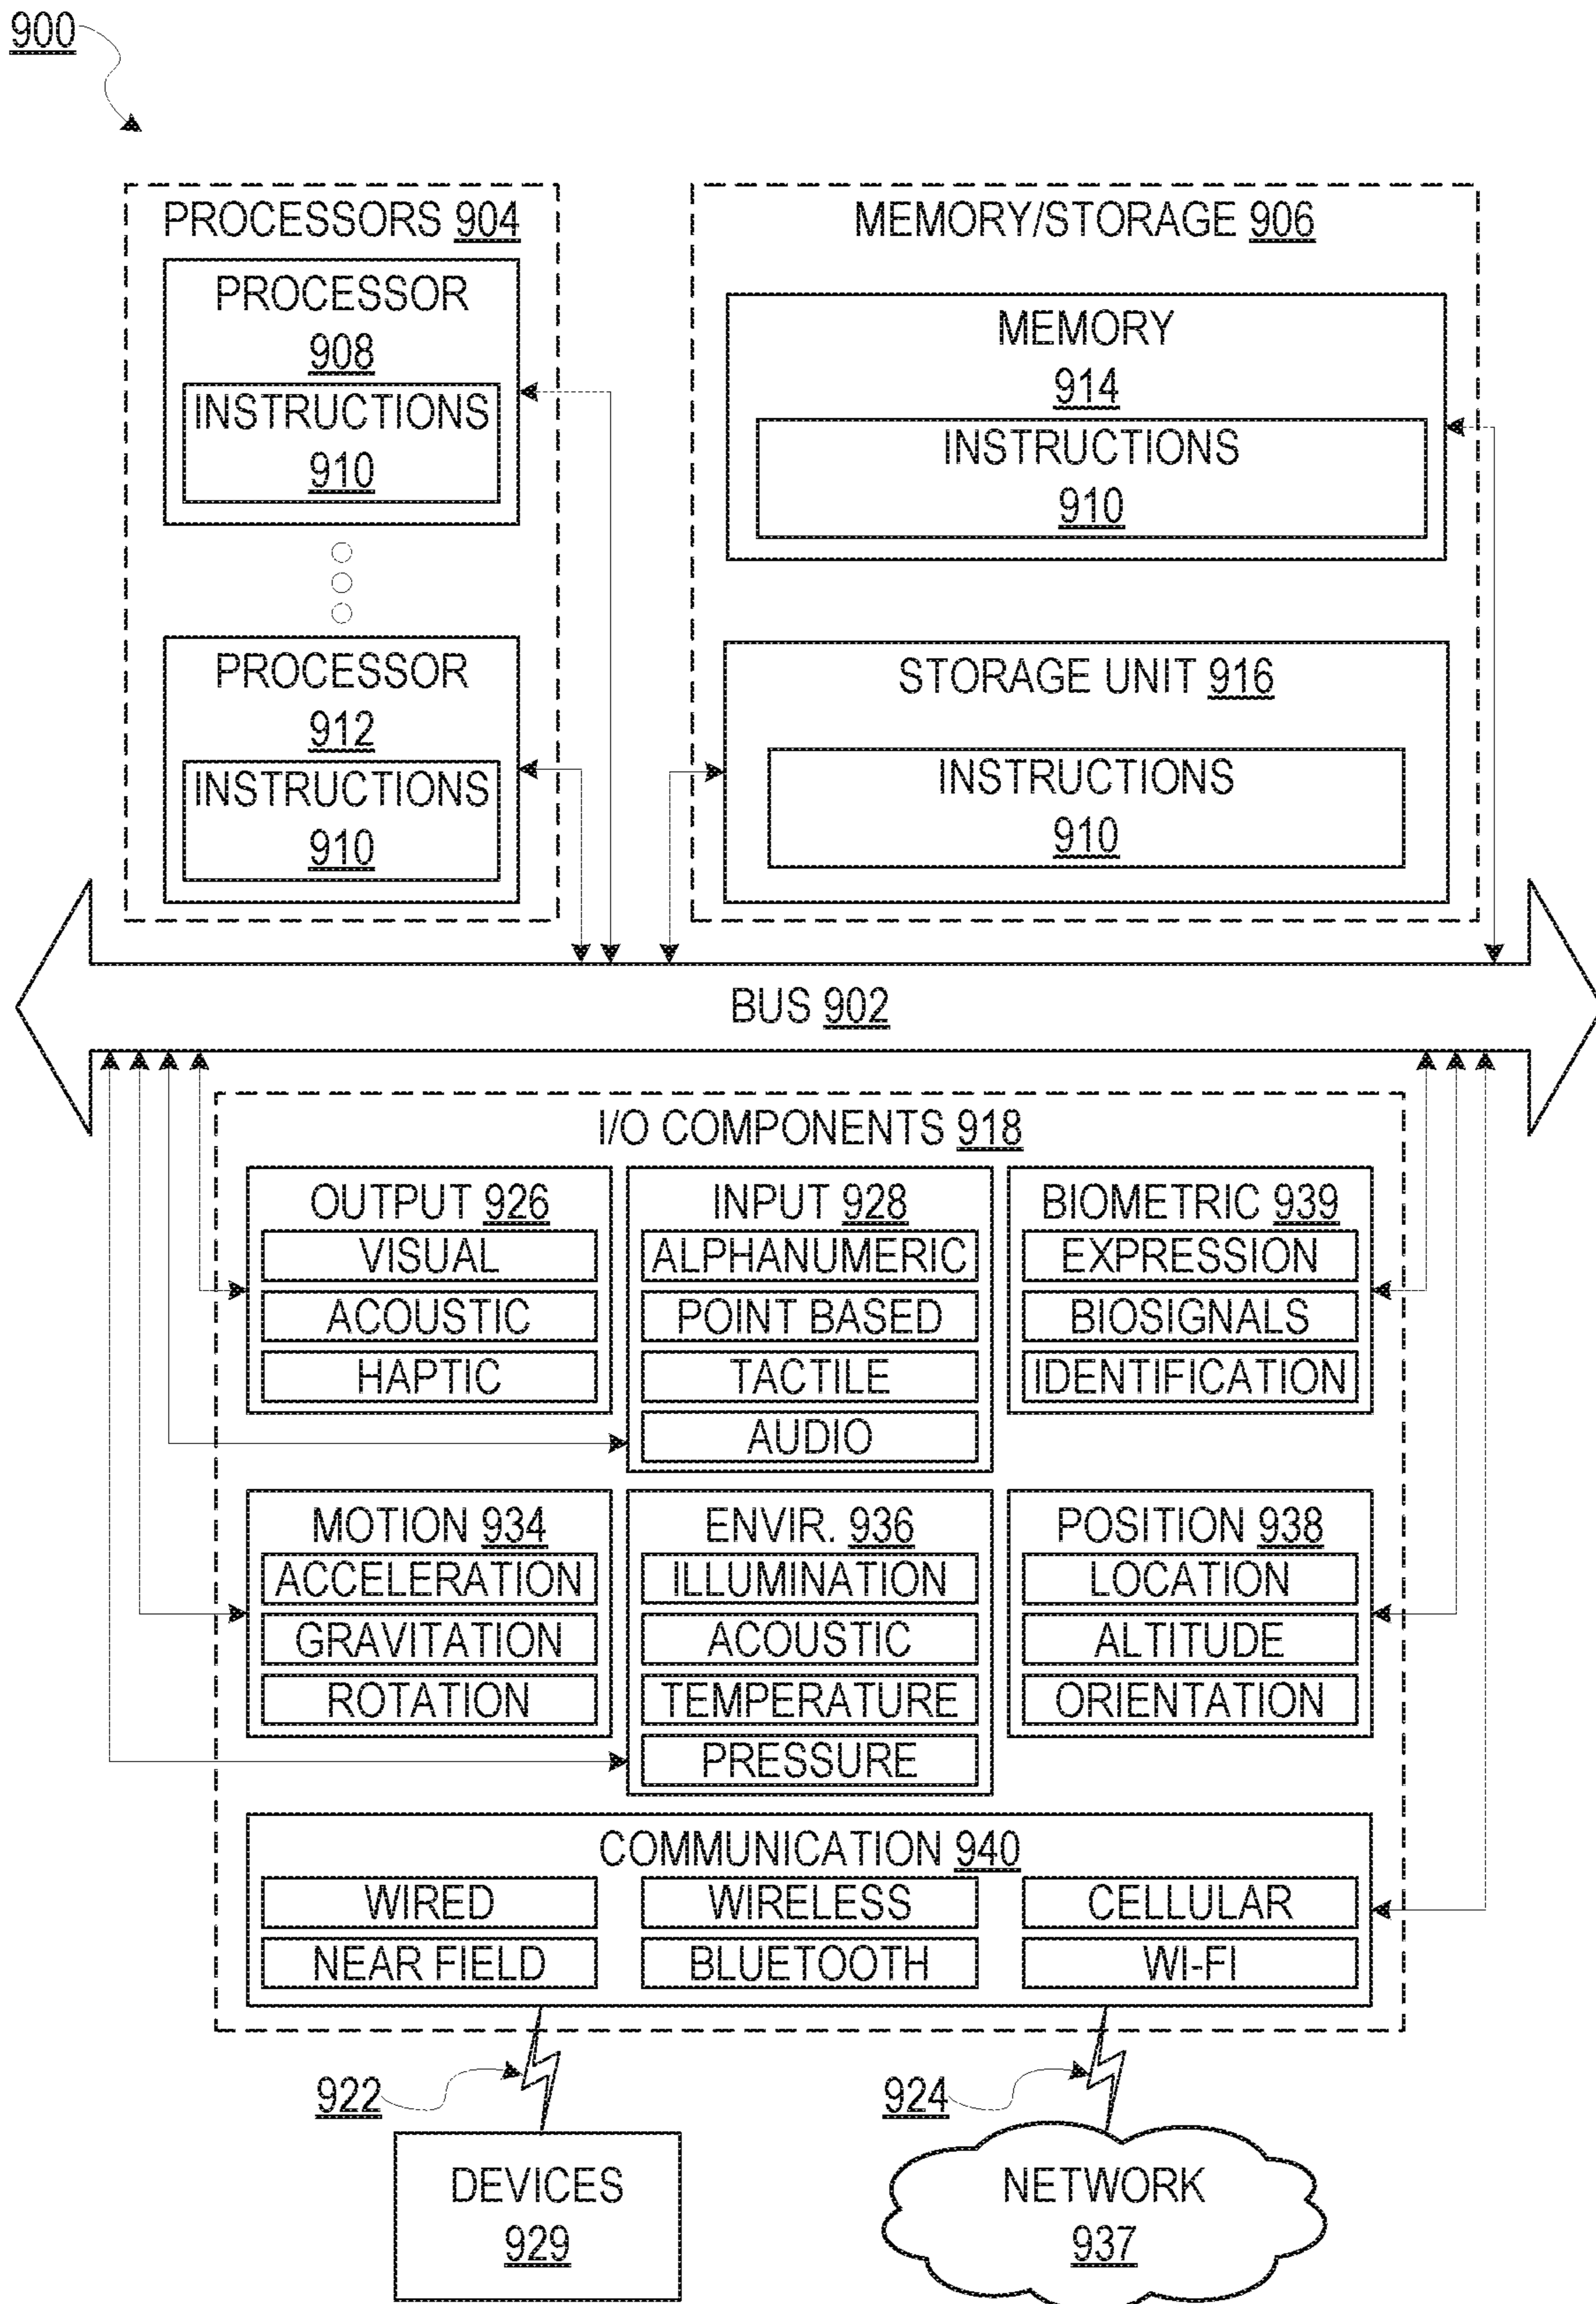 900
PROCESSORS 904
PROCESSOR
908
INSTRUCTIONS
910
PROCESSOR
912
INSTRUCTIONS
910
MEMORY/STORAGE 906
MEMORY
914
INSTRUCTIONS
910
STORAGE UNIT 916
INSTRUCTIONS
910
BUS 902
I/O COMPONENTS 918
OUTPUT 926
VISUAL
ACOUSTIC
HAPTIC
INPUT 928
ALPHANUMERIC
POINT BASED
TACTILE
AUDIO
BIOMETRIC 939
EXPRESSION
BIOSIGNALS
IDENTIFICATION
MOTION 934
ACCELERATION
GRAVITATION
ROTATION
ENVIR. 936
ILLUMINATION
ACOUSTIC
TEMPERATURE
PRESSURE
POSITION 938
LOCATION
ALTITUDE
ORIENTATION
COMMUNICATION 940
WIRED
WIRELESS
CELLULAR
NEAR FIELD
BLUETOOTH
WI-FI
922
924
DEVICES
929
NETWORK
937